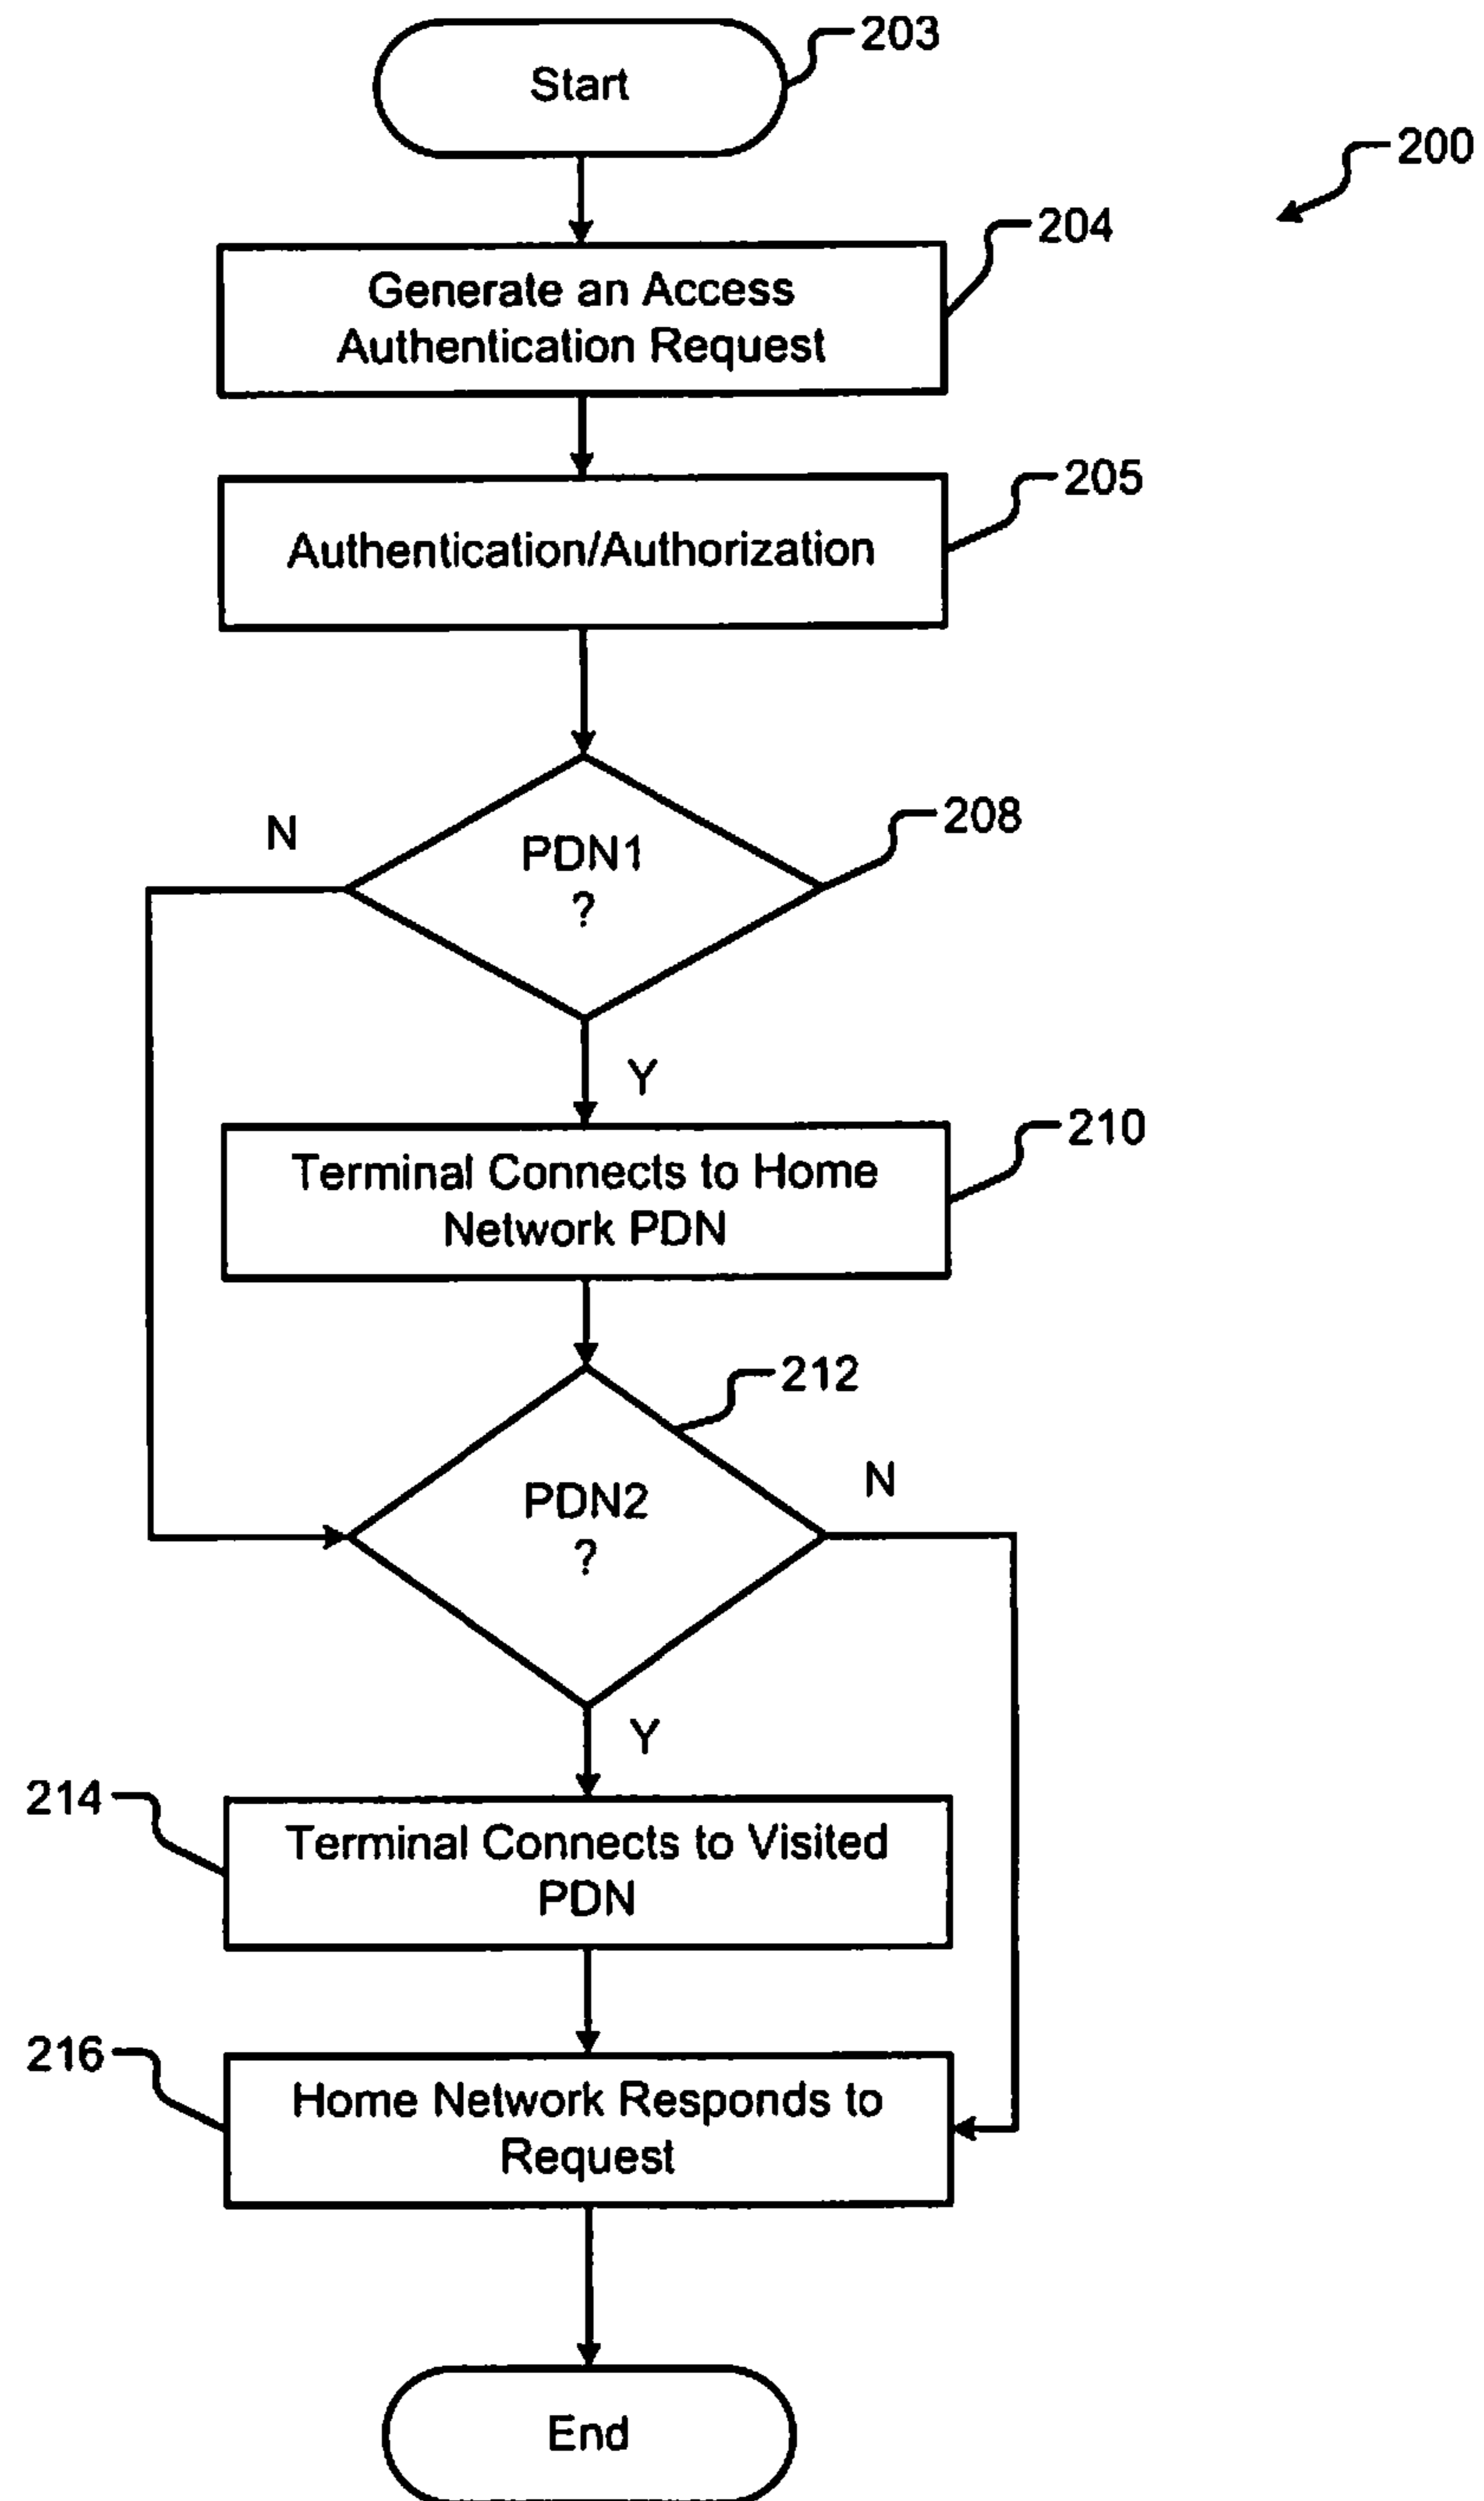 203
Start
200
204
Generate an Access
Authentication Request
205
Authentication/Authorization
N
208
PDN1
?
Y
210
Terminal Connects to Home
Network PDN
212
N
PDN2
?
Y
214
Terminal Connects to Visited
PDN
216
Home Network Responds to
Request
End